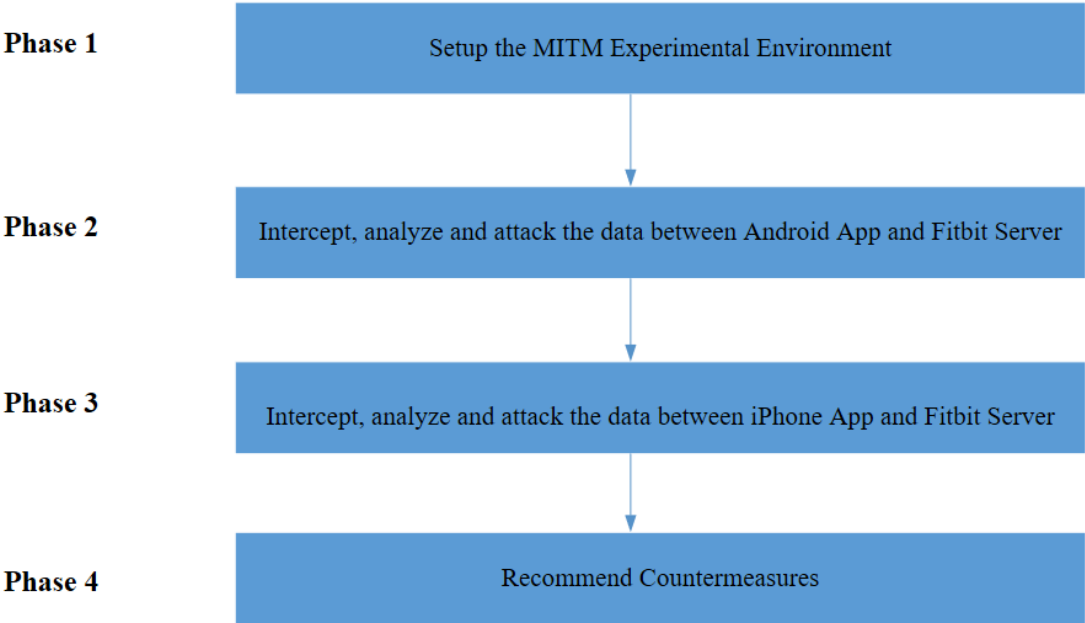 Phase 1
Setup the MITM Experimental Environment
Phase 2
Intercept, analyze and attack the data between Android App and Fitbit Server
Phase 3
Intercept, analyze and attack the data between iPhone App and Fitbit Server
Phase 4
Recommend Countermeasures